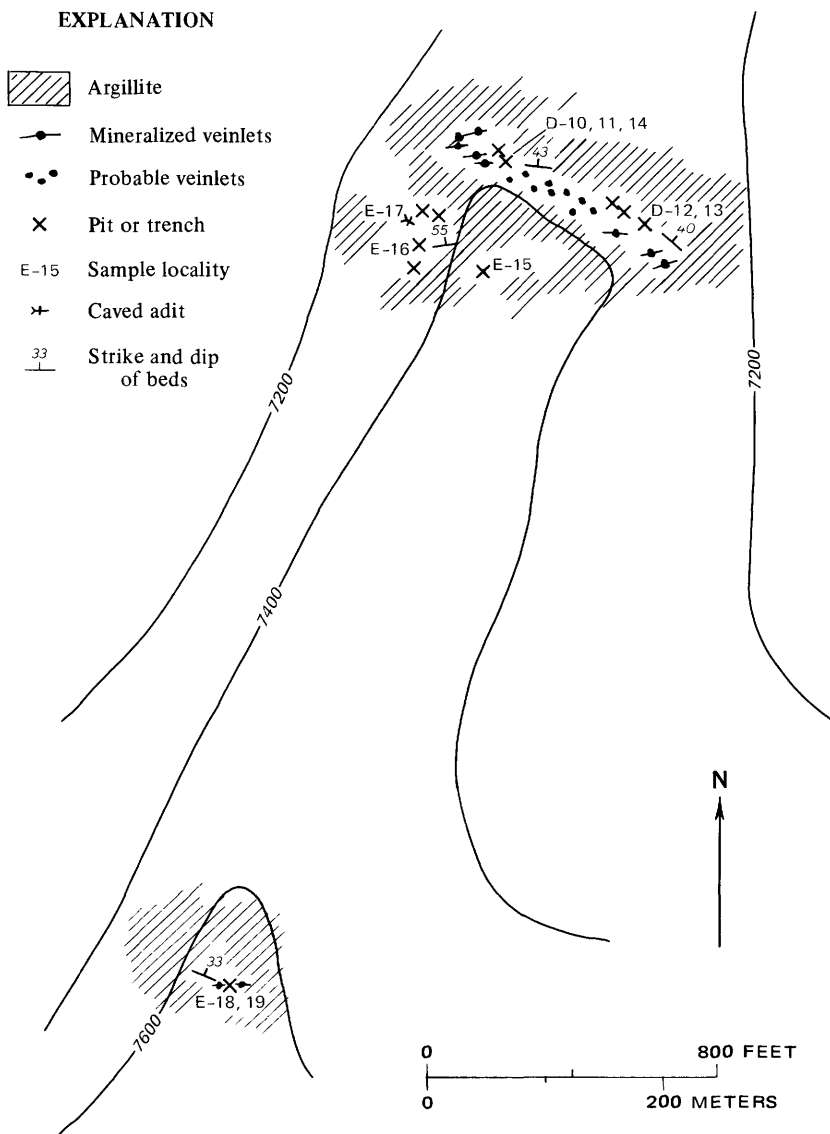 EXPLANATION
Argillite
Mineralized veinlets
Probable veinlets
Pit or trench
E-15 Sample locality
Caved adit
33 Strike and dip
of beds
D-10, 11, 14
43
E-17
55
E-16
E-15
D-12, 13
40
7200
7200
7400
N
33
E-18, 19
7600
0 800 FEET
0 200 METERS